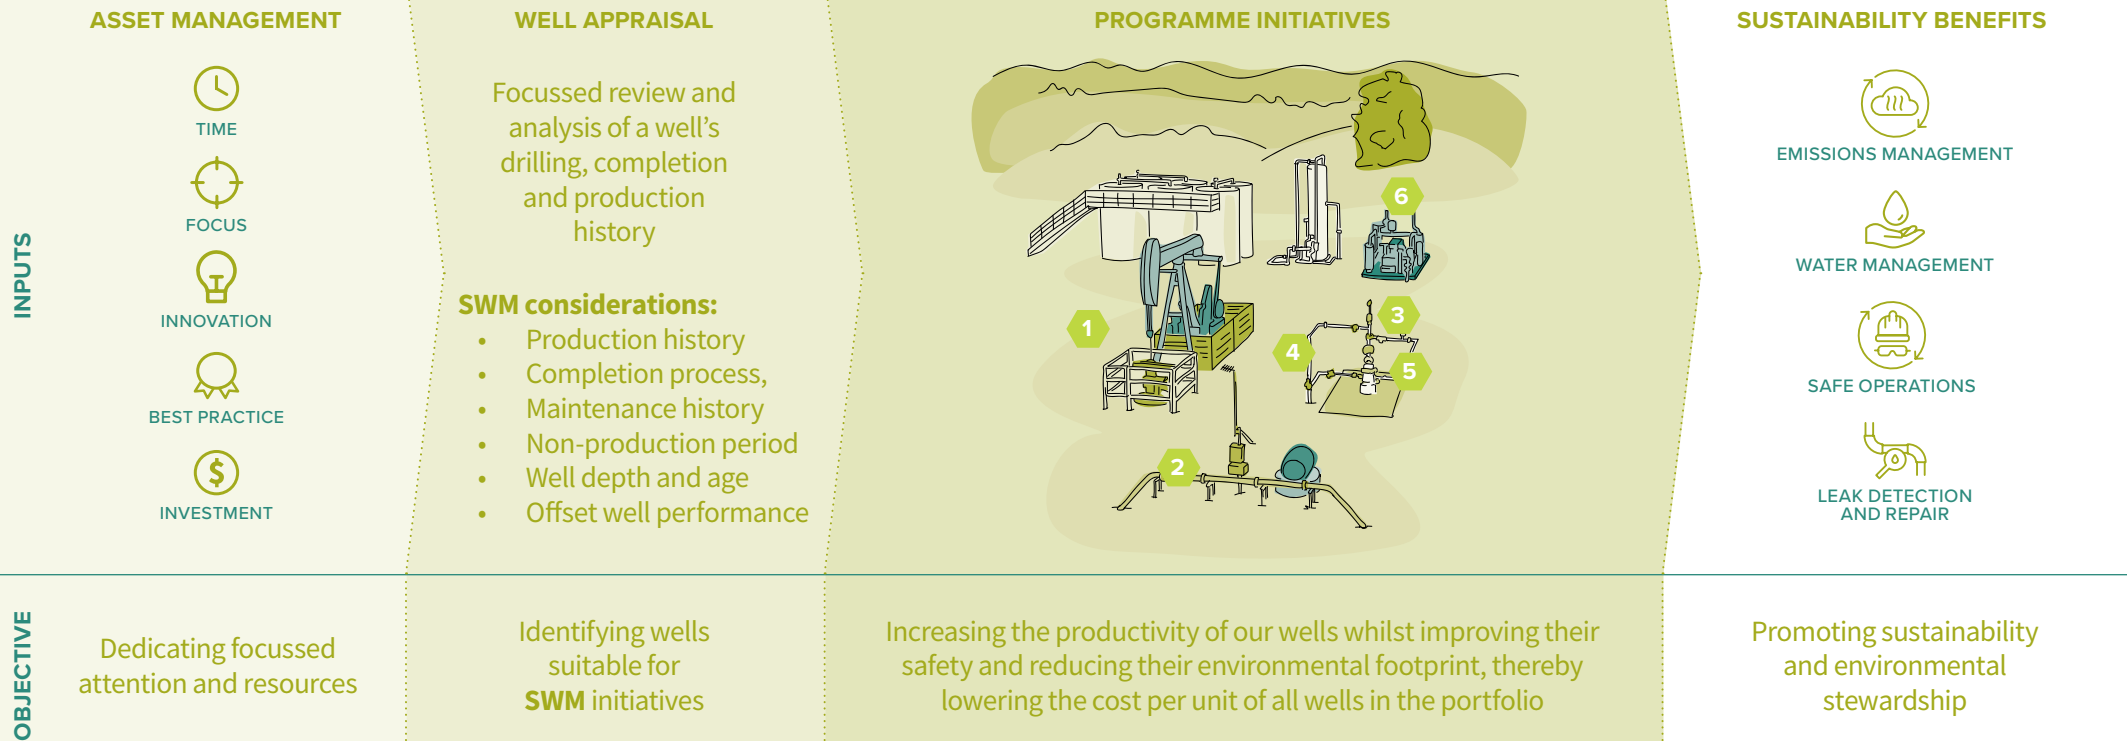 ASSET MANAGEMENT
WELL APPRAISAL
PROGRAMME INITIATIVES
SUSTAINABILITY BENEFITS
INPUTS
TIME
FOCUS
INNOVATION
BEST PRACTICE
$
INVESTMENT
Focussed review and
analysis of a well’s
drilling, completion
and production
history
SWM considerations:
• Production history
• Completion process,
• Maintenance history
• Non-production period
• Well depth and age
• Offset well performance
6
1
3
4
5
2
EMISSIONS MANAGEMENT
WATER MANAGEMENT
SAFE OPERATIONS
LEAK DETECTION
AND REPAIR
OBJECTIVE
Dedicating focussed
attention and resources
Identifying wells
suitable for
SWM initiatives
Increasing the productivity of our wells whilst improving their
safety and reducing their environmental footprint, thereby
lowering the cost per unit of all wells in the portfolio
Promoting sustainability
and environmental
stewardship